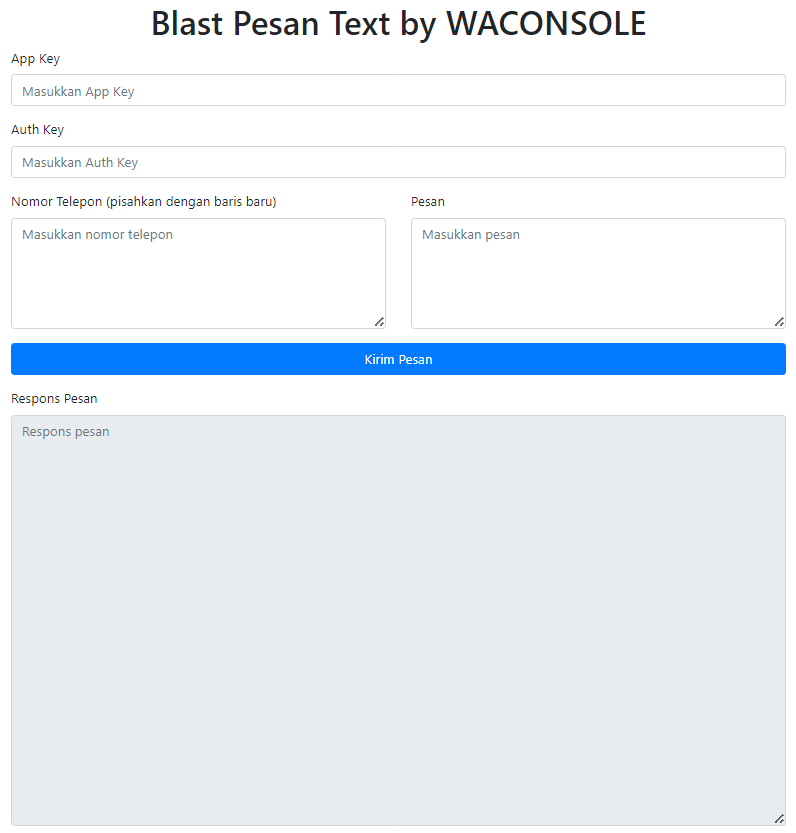 Blast Pesan Text by WACONSOLE
App Key
Masukkan App Key
Auth Key
Masukkan Auth Key
Nomor Telepon (pisahkan dengan baris baru)
Masukkan nomor telepon
Pesan
Masukkan pesan
Kirim Pesan
Respons Pesan
Respons pesan